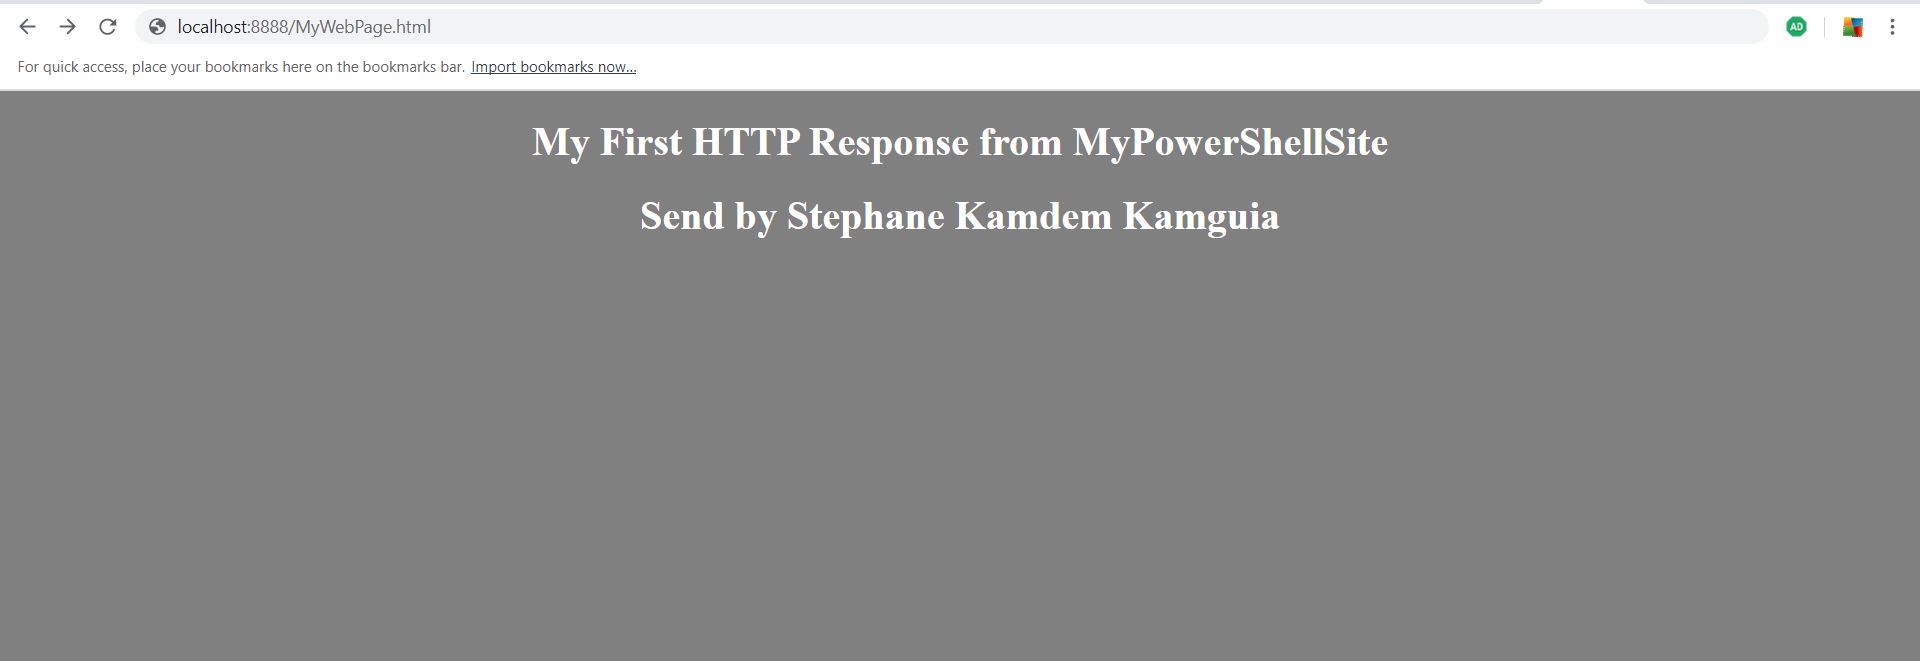 localhost:8888/MyWebPage.html
AD
For quick access, place your bookmarks here on the bookmarks bar. Import bookmarks now...
My First HTTP Response from MyPowerShellSite
Send by Stephane Kamdem Kamguia